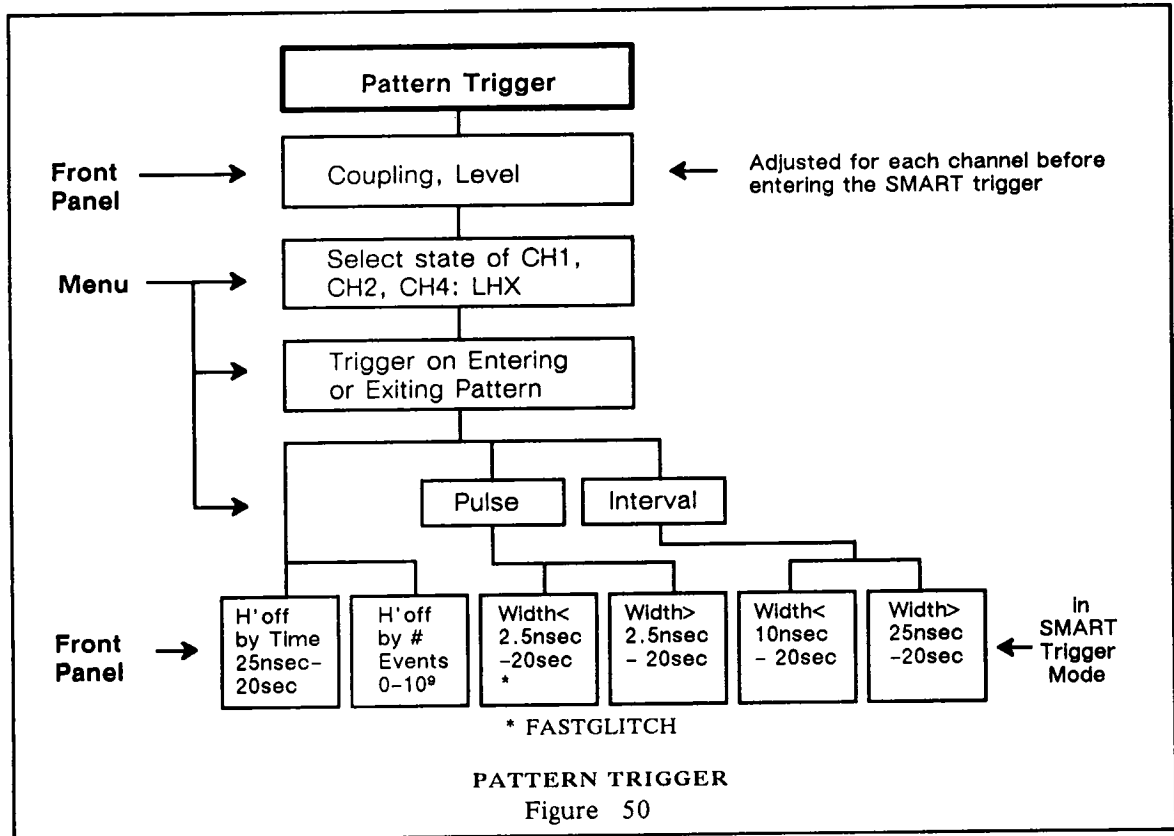 Pattern Trigger
Front
Panel
Coupling, Level
Adjusted for each channel before
entering the SMART trigger
Menu
Select state of CH1,
CH2, CH4: LHX
Trigger on Entering
or Exiting Pattern
Pulse
Interval
Front
Panel
H'off
by Time
25nsec-
20sec
H'off
by #
Events
0-10⁹
Width<
2.5nsec
-20sec
*
Width>
2.5nsec
- 20sec
Width<
10nsec
- 20sec
Width>
25nsec
-20sec
in
SMART
Trigger
Mode
* FASTGLITCH
PATTERN TRIGGER
Figure 50